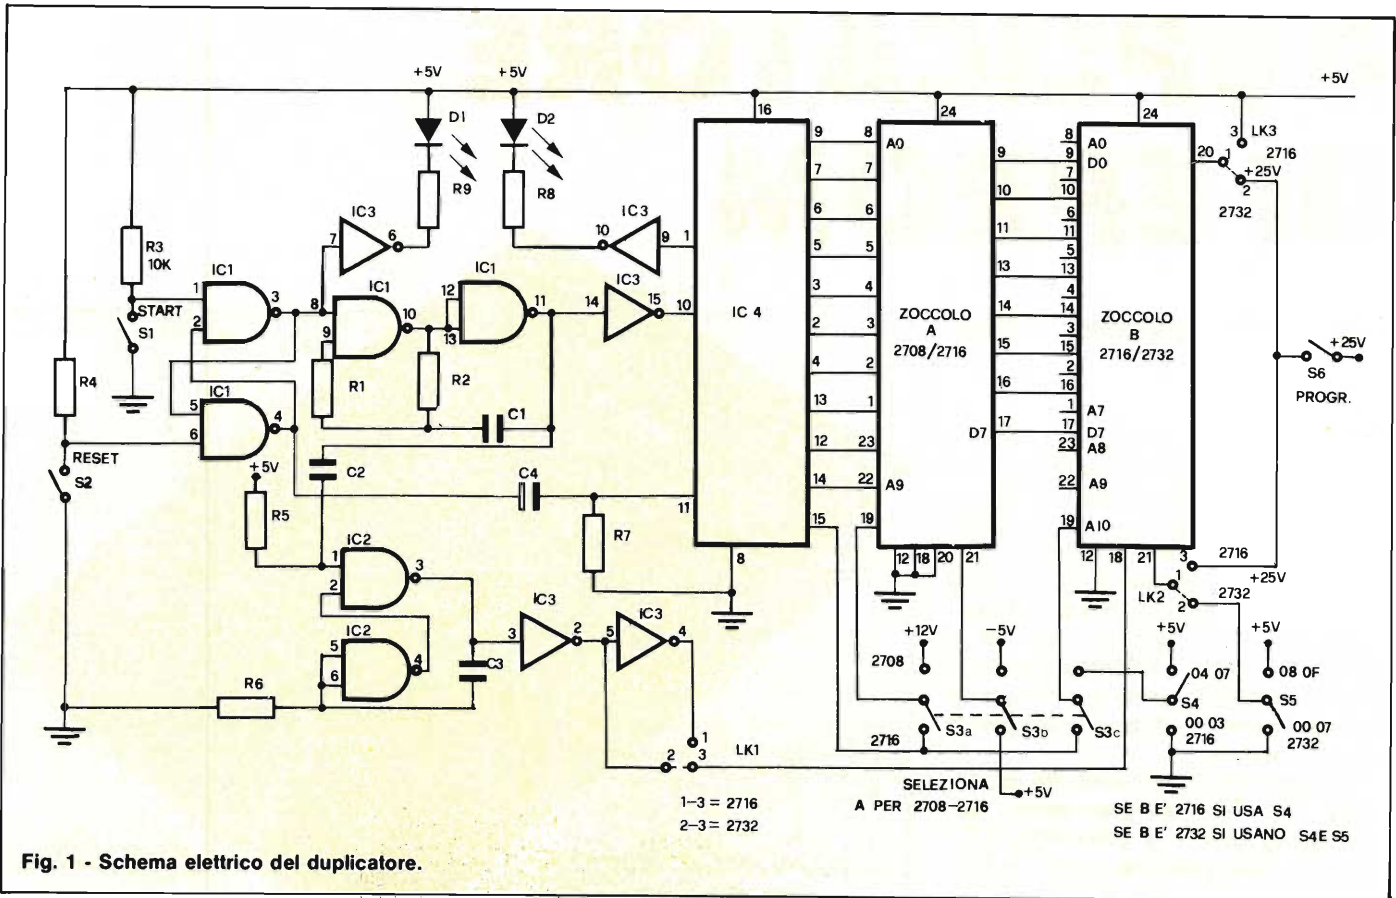 +5V
+5V
+5V
D1
D2
R9
R8
16
24
24
9
9
A0
7
7
6
6
5
5
3
4
2
3
4
2
13
1
12
23
14
22
A9
15
19
9
10
11
13
14
15
16
D7
17
8
A0
9
D0
7
10
6
11
5
13
4
14
3
15
2
16
1
A7
17
D7
23
A8
22
A9
19
A10
20
3
LK3
1
2716
+25V
2
2732
R3
10K
IC3
7
6
IC3
10
9
1
IC1
1
START
2
3
S1
8
IC1
9
10
IC1
12
13
11
14
IC3
15
10
IC 4
ZOCCOLO
A
2708/2716
ZOCCOLO
B
2716/2732
+25V
S6
PROGR.
R4
R1
R2
C1
IC1
5
6
4
RESET
S2
+5V
C2
R5
C4
R7
11
8
12
18
20
21
12
18
21
3
2716
1
+25V
LK2
2732
2
IC2
1
2
3
IC2
5
6
4
C3
R6
3
IC3
2
5
IC3
4
+12V
-5V
+5V
+5V
2708
04 07
08 0F
S4
S5
2716
S3a
S3b
S3c
00 03
2716
00 07
2732
1
2
3
LK1
1-3 = 2716
2-3 = 2732
SELEZIONA
A PER 2708-2716
+5V
SE B E' 2716 SI USA S4
SE B E' 2732 SI USANO S4 E S5
Fig. 1 - Schema elettrico del duplicatore.